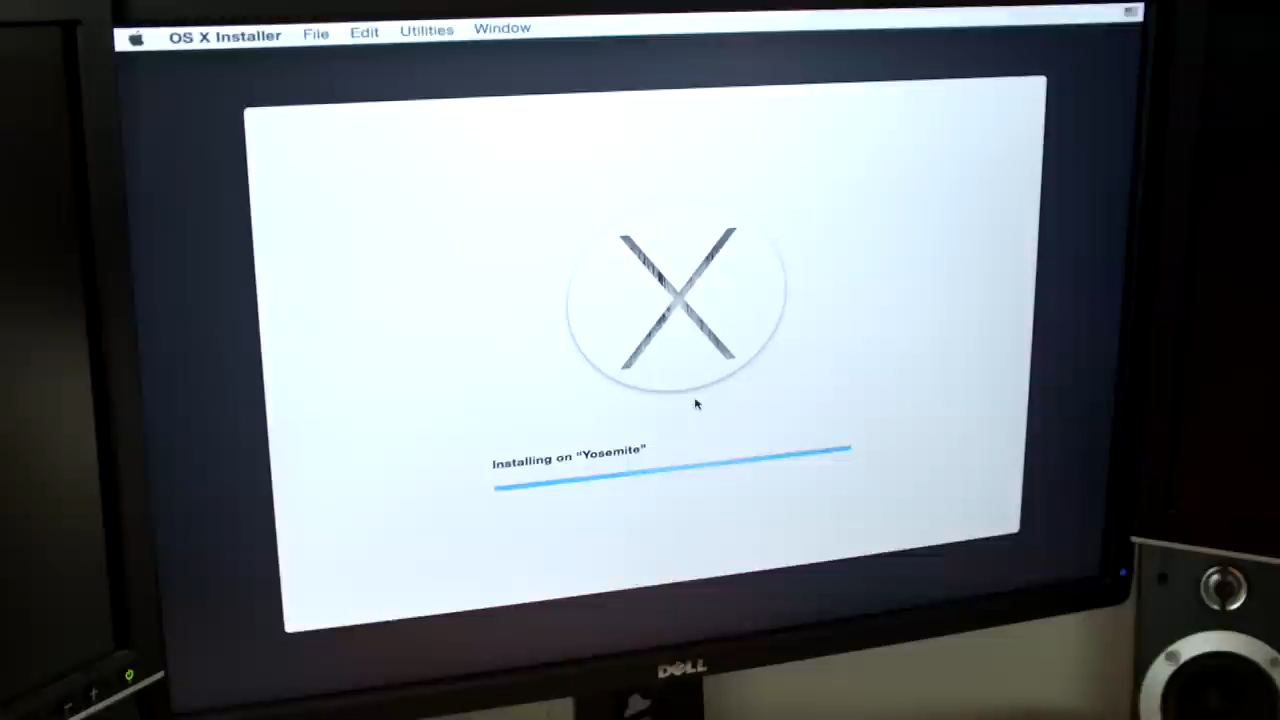 OS X Installer File Edit Utilities Window
X
Installing on “Yosemite”
DELL